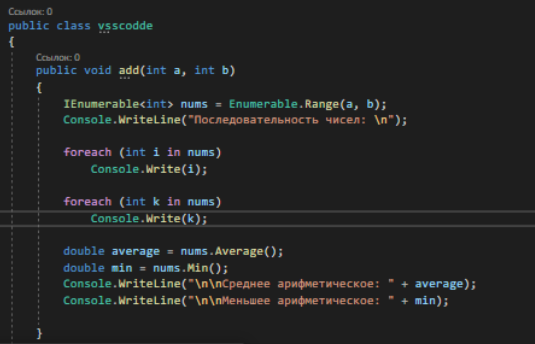 Ссылок: 0
public class vsscodde
{
Ссылок: 0
public void add(int a, int b)
{
IEnumerable<int> nums = Enumerable.Range(a, b);
Console.WriteLine("Последовательность чисел: \n");
foreach (int i in nums)
Console.Write(i);
foreach (int k in nums)
Console.Write(k);
double average = nums.Average();
double min = nums.Min();
Console.WriteLine("\n\nСреднее арифметическое: " + average);
Console.WriteLine("\n\nМеньшее арифметическое: " + min);
}